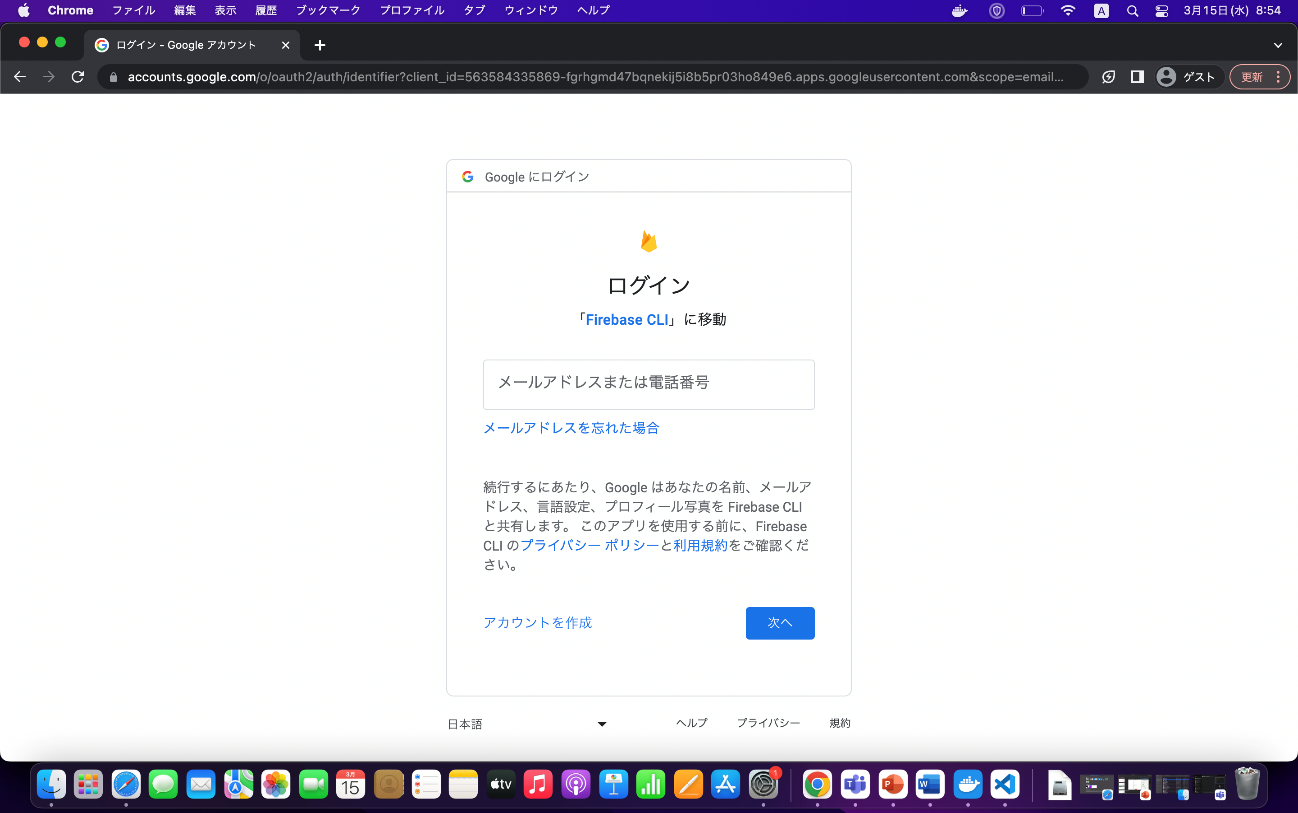 Chrome ファイル 編集 表示 履歴 ブックマーク プロファイル タブ ウィンドウ ヘルプ A 3月15日(水) 8:54
ログイン - Google アカウント
accounts.google.com/o/oauth2/auth/identifier?client_id=563584335869-fgrhgmd47bqnekij5i8b5pr03ho849e6.apps.googleusercontent.com&scope=email... ゲスト 更新
Google にログイン
ログイン
「Firebase CLI」に移動
メールアドレスまたは電話番号
メールアドレスを忘れた場合
続行するにあたり、Google はあなたの名前、メールア
ドレス、言語設定、プロフィール写真を Firebase CLI
と共有します。 このアプリを使用する前に、Firebase
CLI のプライバシー ポリシーと利用規約をご確認くだ
さい。
アカウントを作成 次へ
日本語 ヘルプ プライバシー 規約
3月
15
tv
1